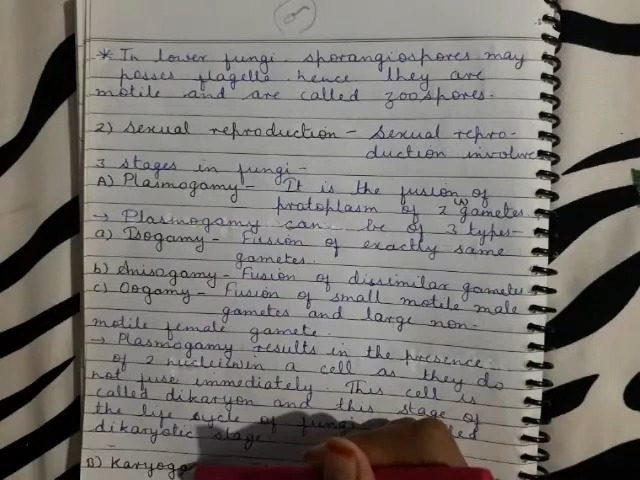 * In lower fungi sporangiospores may
posses flagella hence they are
motile and are called zoospores.
2) Sexual reproduction - Sexual repro-
duction involve
3 stages in fungi -
A) Plasmogamy - It is the fusion of
protoplasm of 2 (n) gametes
→ Plasmogamy can be of 3 types -
a) Isogamy - Fusion of exactly same
gametes.
b) Anisogamy - Fusion of dissimilar gametes
c) Oogamy - Fusion of small motile male
gametes and large non-
motile female gamete.
→ Plasmogamy results in the presence
of 2 nuclei in a cell as they do
not fuse immediately. This cell is
called dikaryon and this stage of
the life cycle of fungi
dikaryotic stage
B) Karyoga